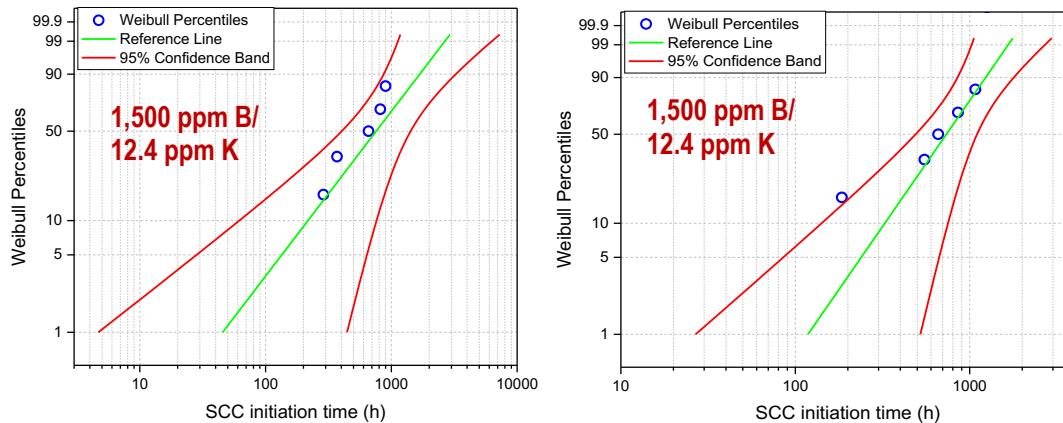 Weibull Percentiles
Reference Line
95% Confidence Band
1,500 ppm B/
12.4 ppm K
Weibull Percentiles
99.9
99
90
50
10
5
1
10
100
1000
10000
SCC initiation time (h)
Weibull Percentiles
Reference Line
95% Confidence Band
1,500 ppm B/
12.4 ppm K
Weibull Percentiles
99.9
99
90
50
10
5
1
10
100
1000
SCC initiation time (h)